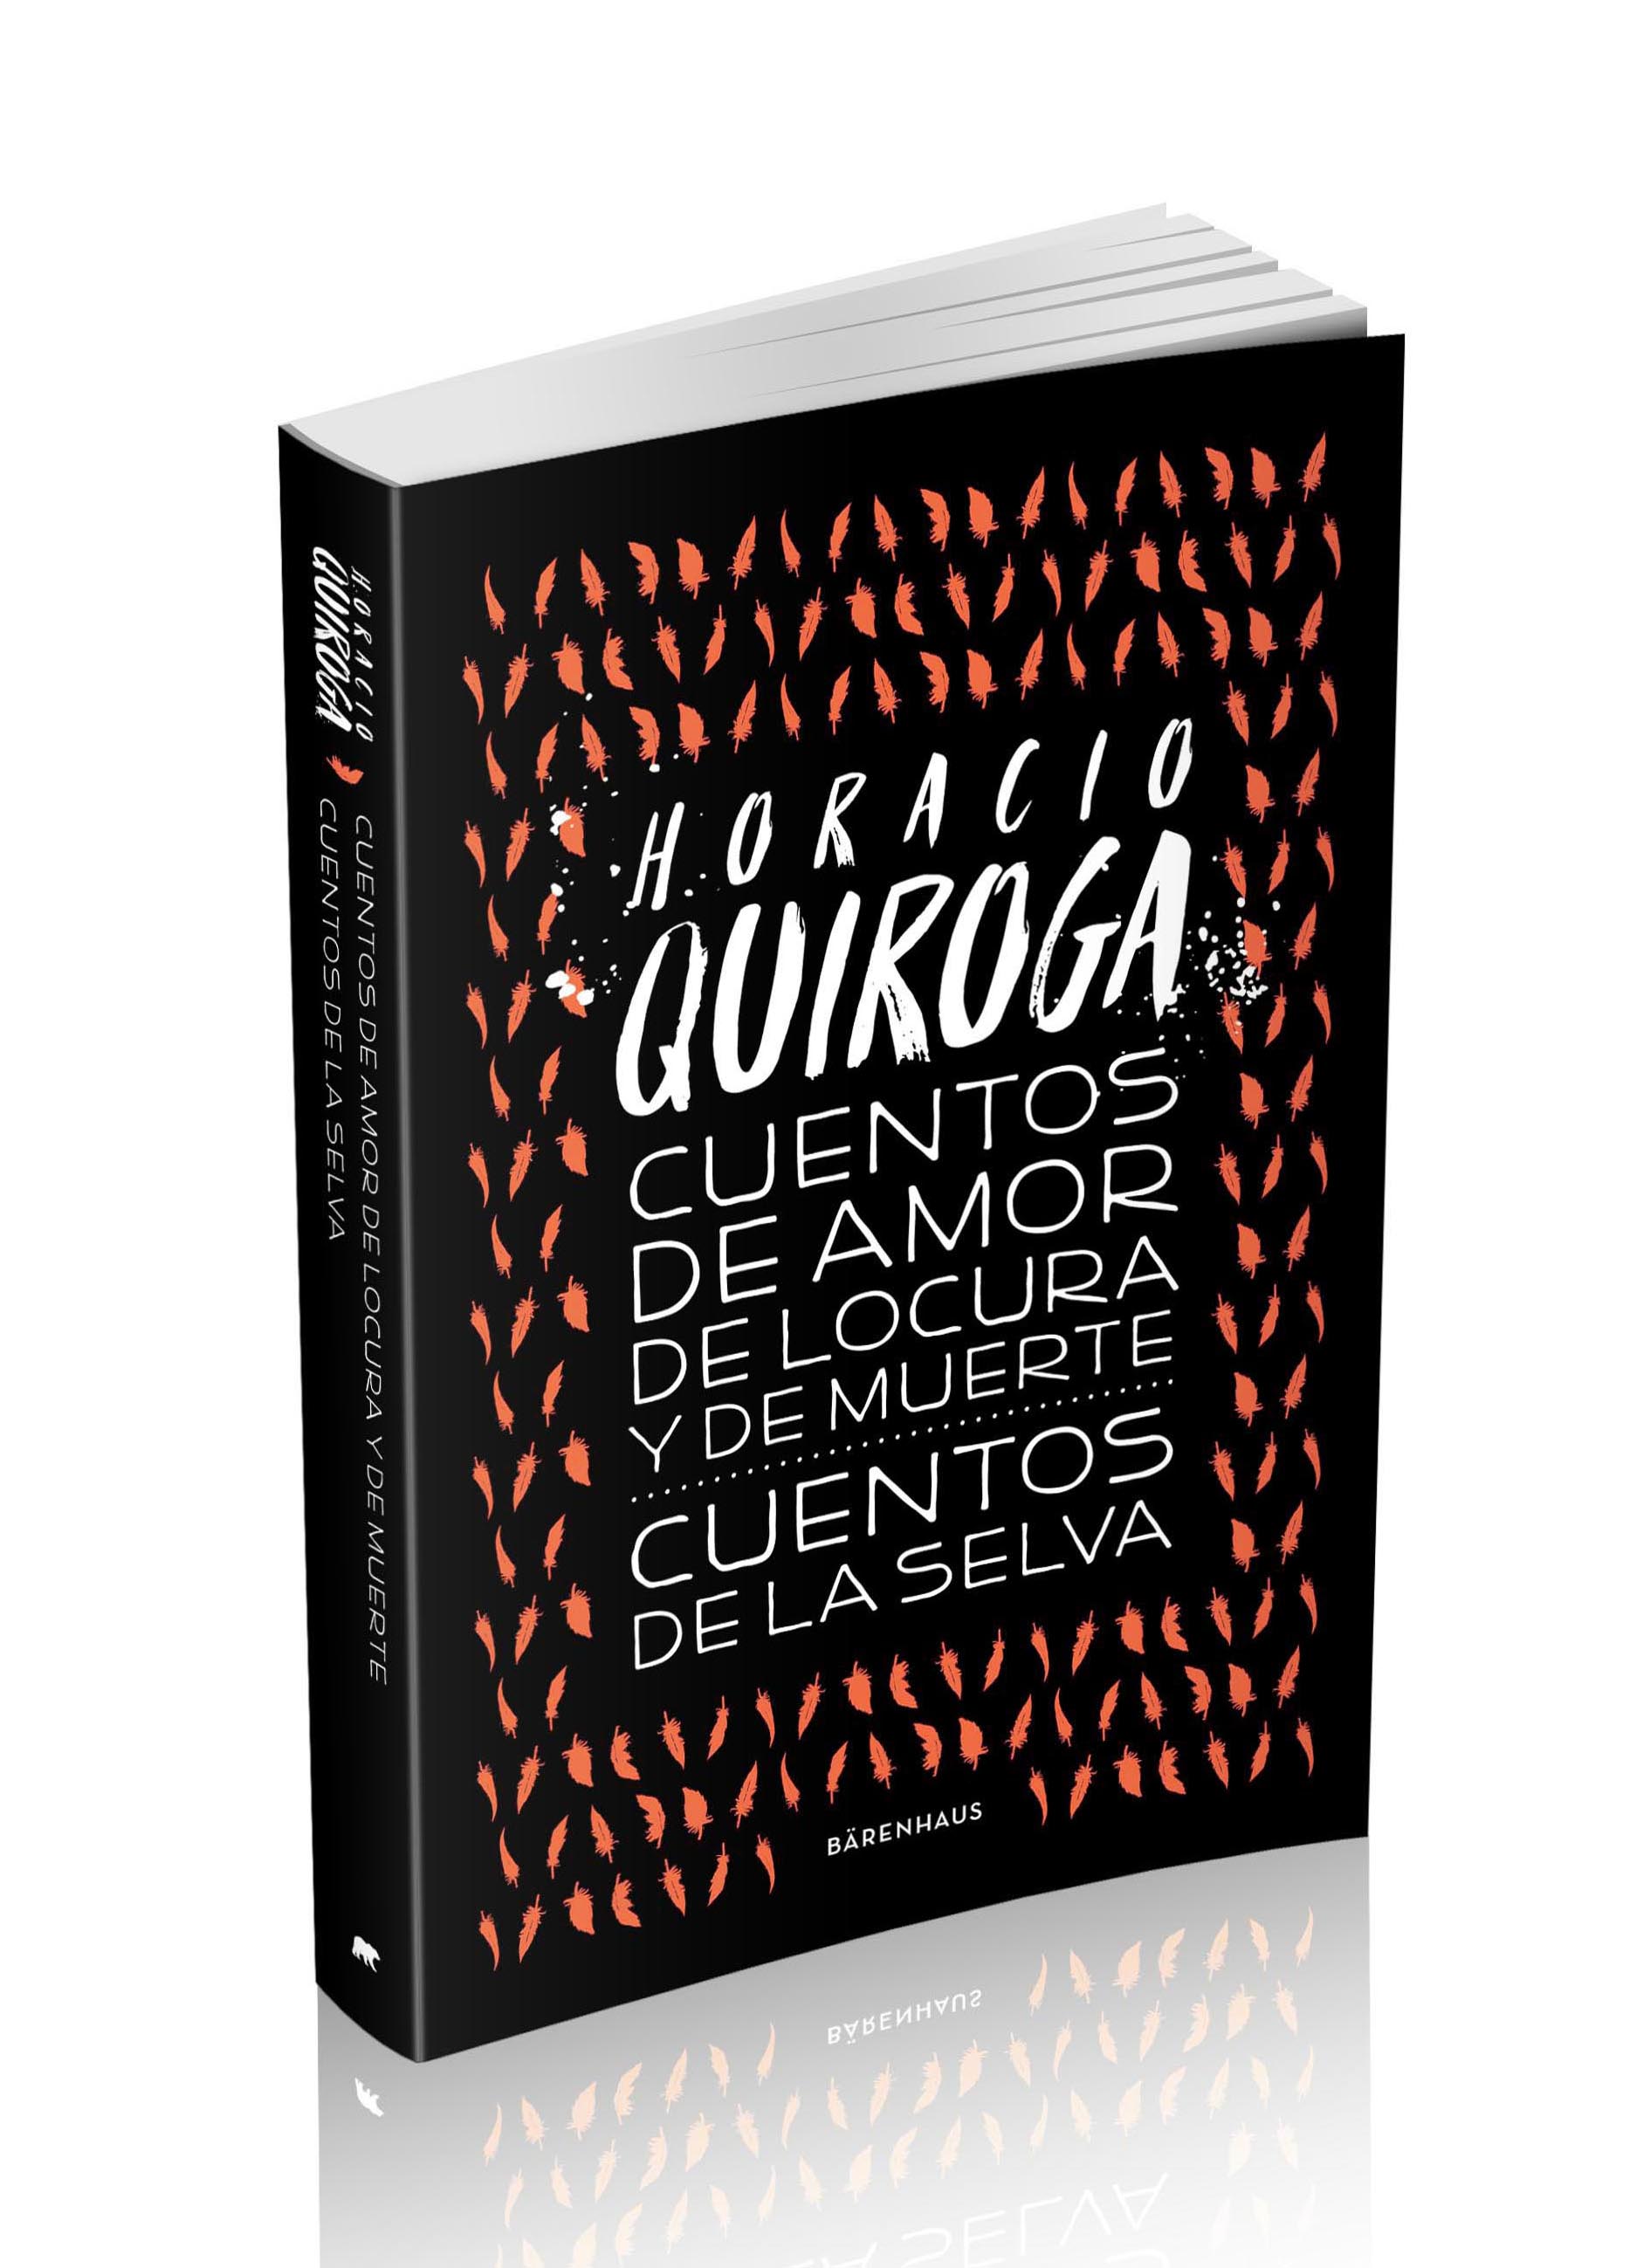 HORACIO
QUIROGA
CUENTOS
DE AMOR
DE LOCURA
Y DE MUERTE
CUENTOS
DE LA SELVA
BÄRENHAUS
HORACIO
QUIROGA
CUENTOS DE AMOR DE LOCURA Y DE MUERTE
CUENTOS DE LA SELVA